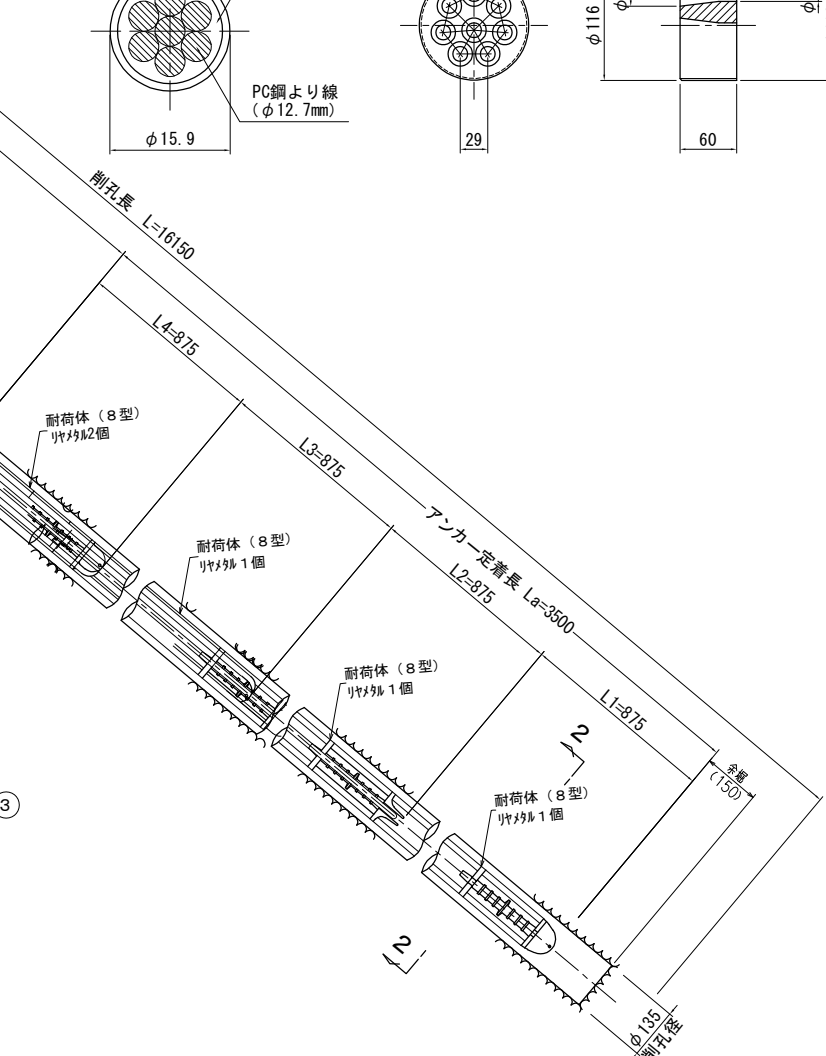 φ
φ116
φ
PC鋼より線
(φ12.7mm)
φ15.9
29
60
削孔長 L=16150
L4=875
耐荷体（８型）
ﾘﾔﾒﾀﾙ2個
L3=875
アンカー定着長 La=3500
耐荷体（８型）
ﾘﾔﾒﾀﾙ１個
L2=875
耐荷体（８型）
ﾘﾔﾒﾀﾙ１個
L1=875
2
余堀
(150)
耐荷体（８型）
ﾘﾔﾒﾀﾙ１個
3
2
φ135
削孔径